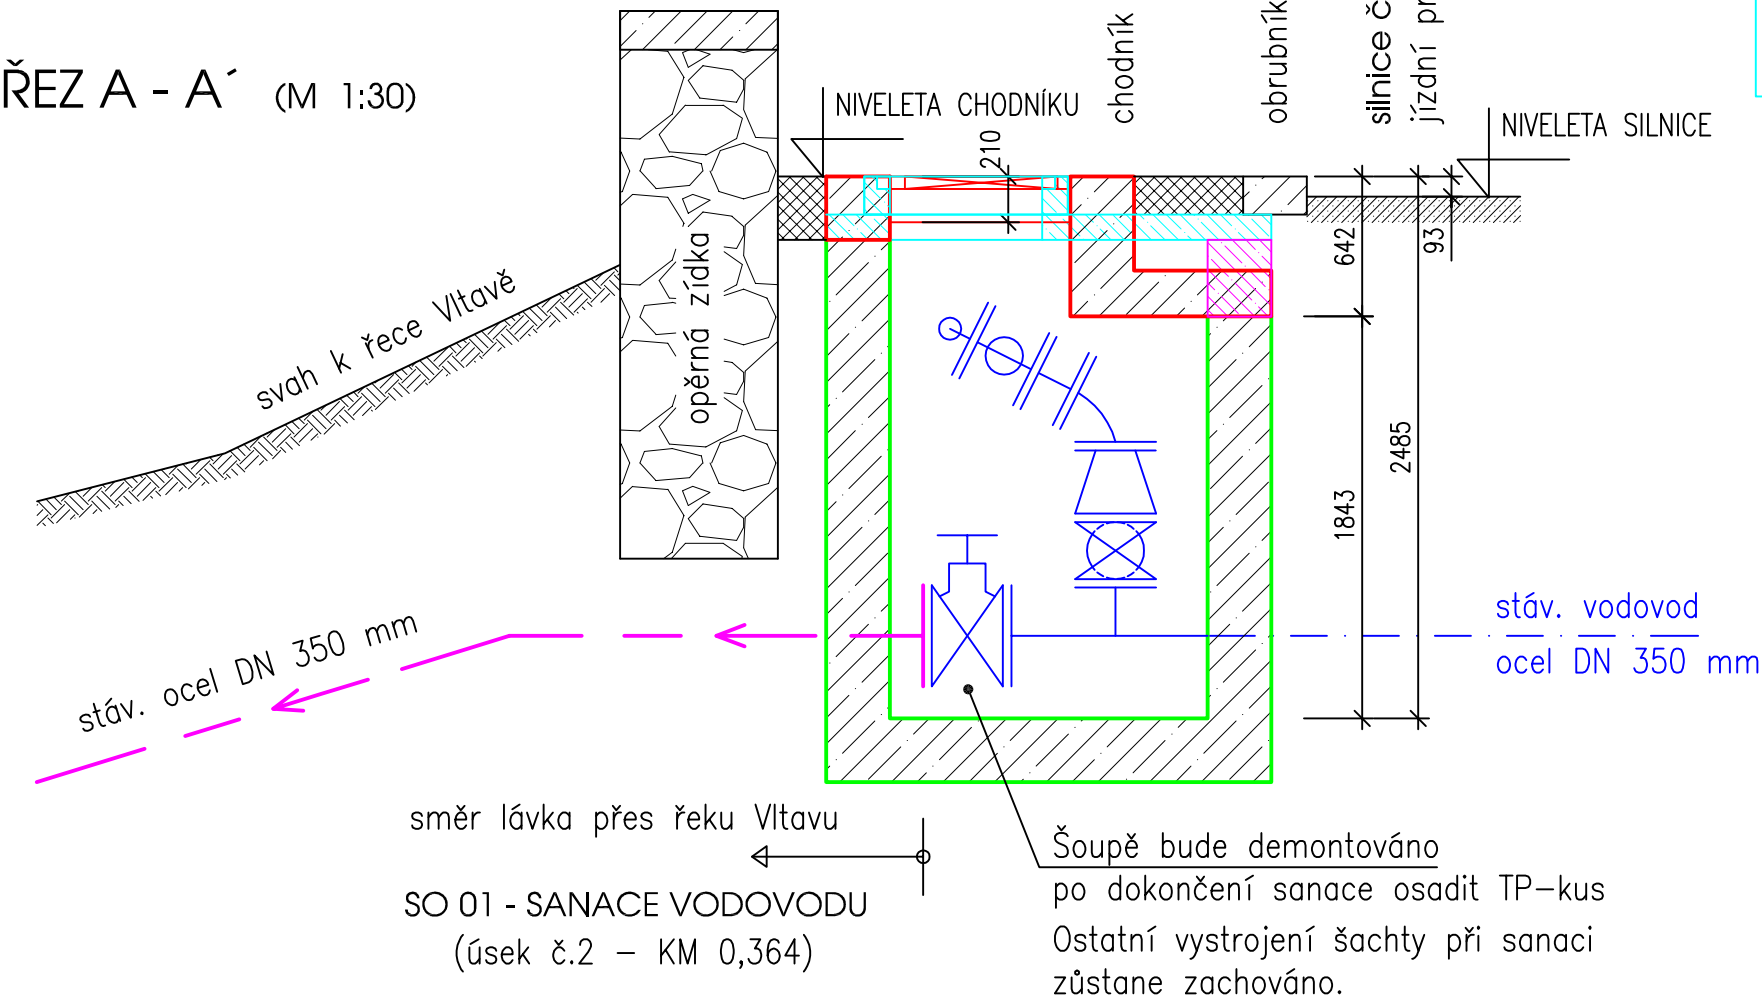 ŘEZ A - A´ (M 1:30)
NIVELETA CHODNÍKU
chodník
obrubník
silnice
jízdní
NIVELETA SILNICE
210
642
93
2485
1843
opěrná zídka
svah k řece Vltavě
stáv. ocel DN 350 mm
stáv. vodovod
ocel DN 350 mm
směr lávka přes řeku Vltavu
SO 01 - SANACE VODOVODU
(úsek č.2 – KM 0,364)
Šoupě bude demontováno
po dokončení sanace osadit TP–kus
Ostatní vystrojení šachty při sanaci
zůstane zachováno.